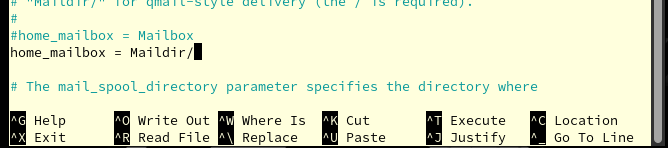 # "Maildir/" for qmail-style delivery (the / is required).
#
#home_mailbox = Mailbox
home_mailbox = Maildir/
# The mail_spool_directory parameter specifies the directory where
^G Help ^O Write Out ^W Where Is ^K Cut ^T Execute ^C Location
^X Exit ^R Read File ^\ Replace ^U Paste ^J Justify ^_ Go To Line